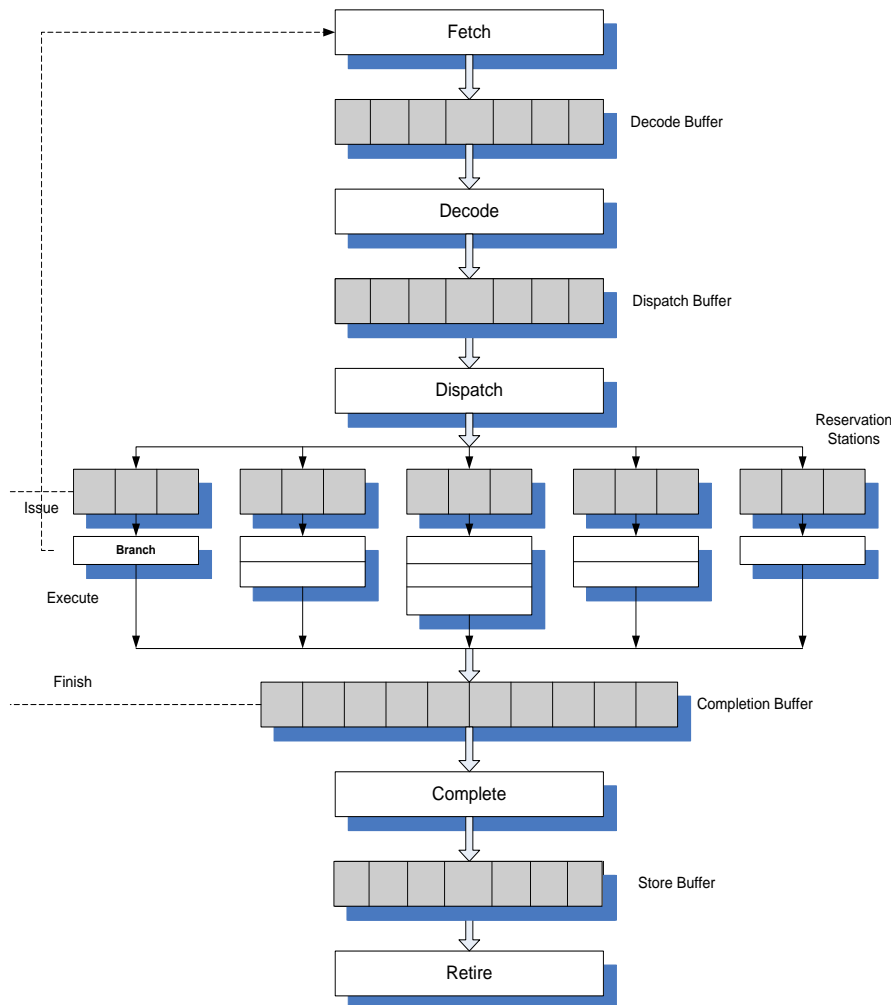 Fetch
Decode Buffer
Decode
Dispatch Buffer
Dispatch
Reservation
Stations
Issue
Branch
Execute
Finish
Completion Buffer
Complete
Store Buffer
Retire